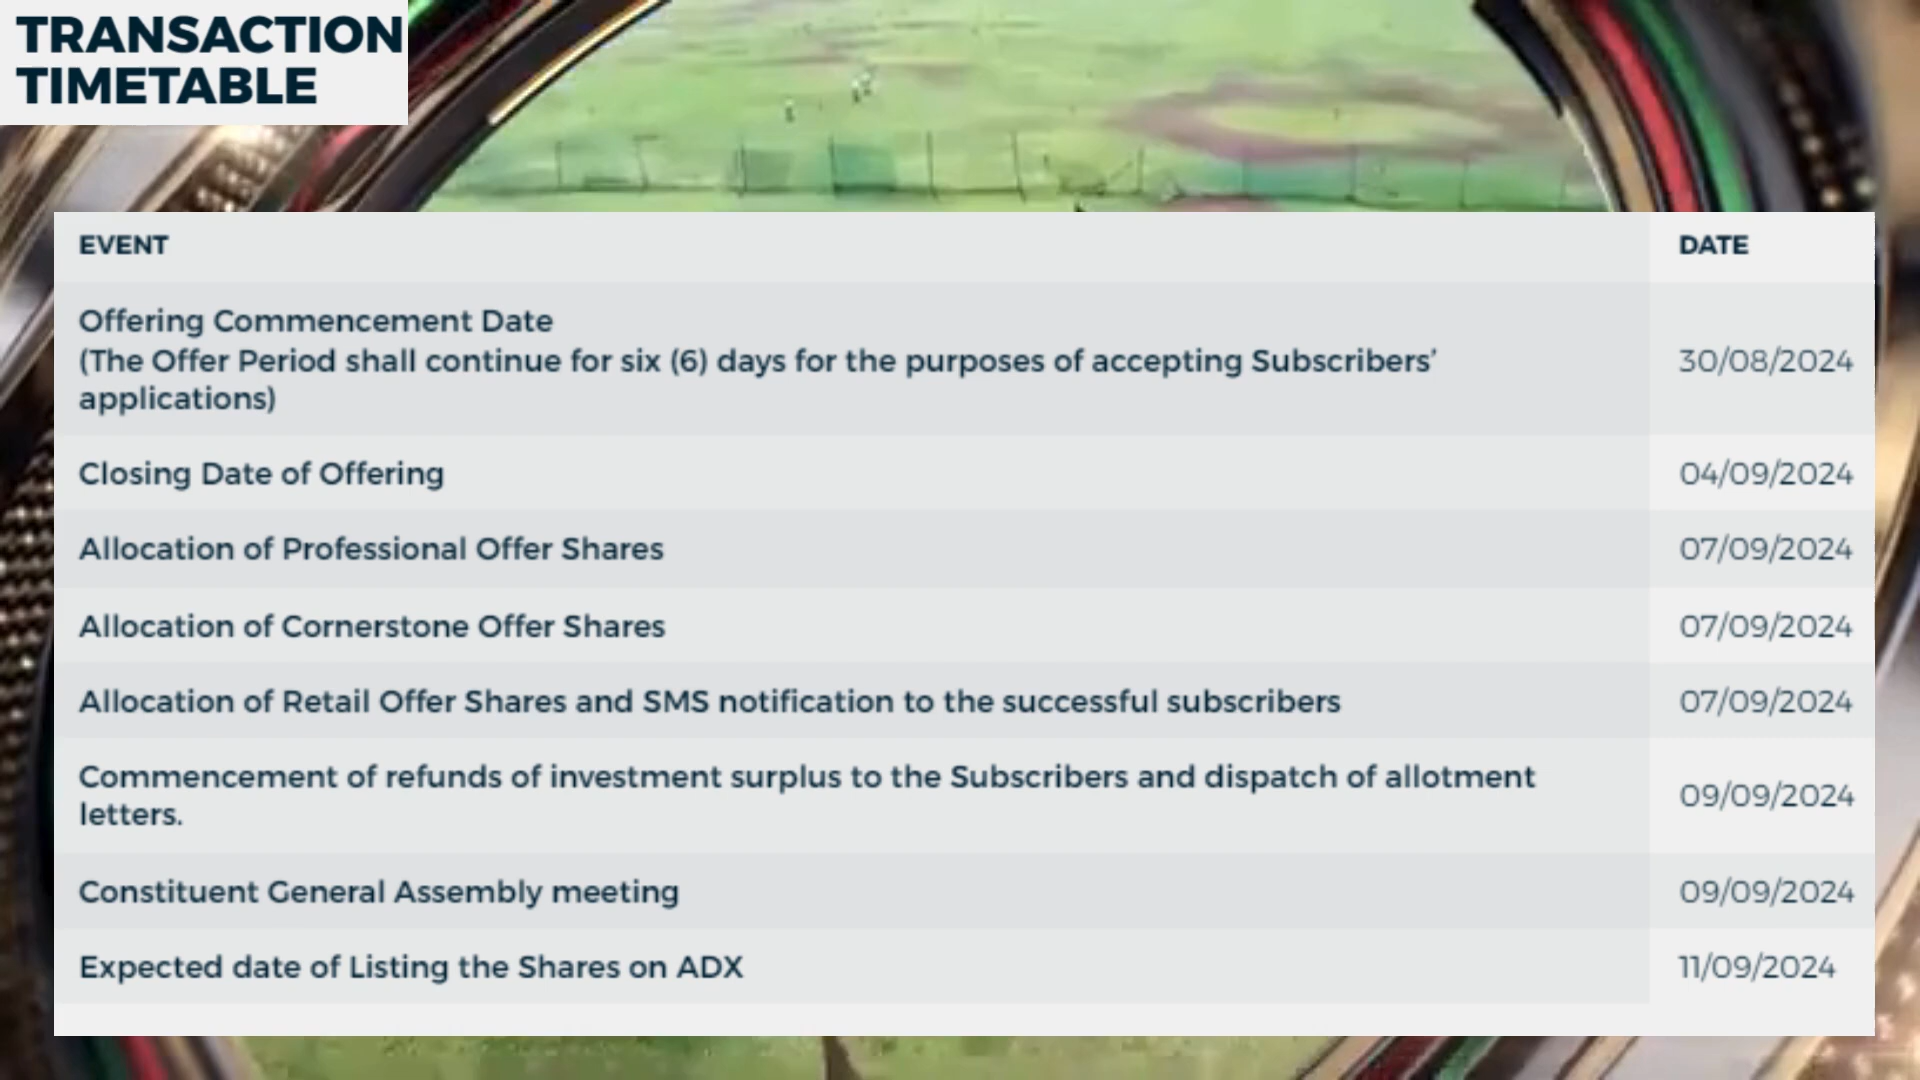 TRANSACTION
TIMETABLE
EVENT DATE
Offering Commencement Date
(The Offer Period shall continue for six (6) days for the purposes of accepting Subscribers’ 30/08/2024
applications)
Closing Date of Offering 04/09/2024
Allocation of Professional Offer Shares 07/09/2024
Allocation of Cornerstone Offer Shares 07/09/2024
Allocation of Retail Offer Shares and SMS notification to the successful subscribers 07/09/2024
Commencement of refunds of investment surplus to the Subscribers and dispatch of allotment
letters. 09/09/2024
Constituent General Assembly meeting 09/09/2024
Expected date of Listing the Shares on ADX 11/09/2024